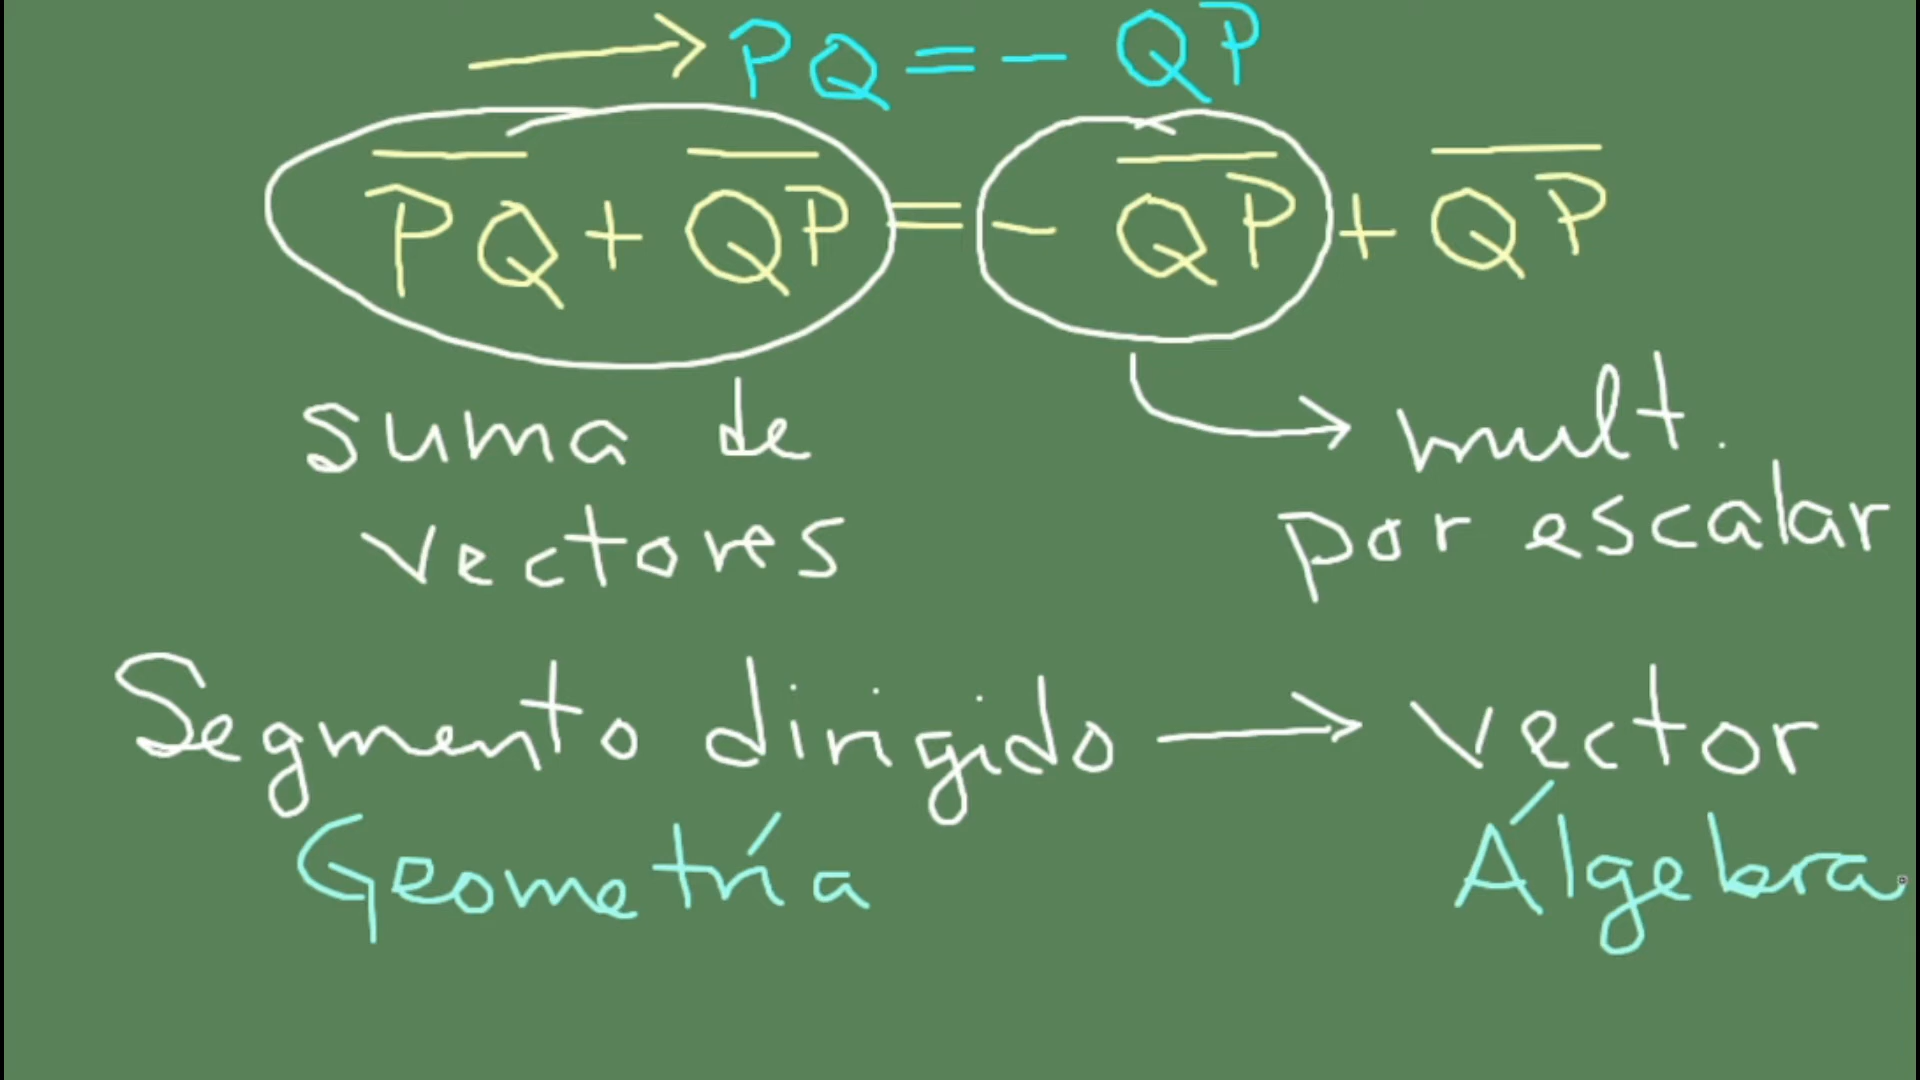 PQ = - QP
PQ + QP = - QP + QP
suma de
vectores
mult.
por escalar
Segmento dirigido → vector
Geometría Álgebra